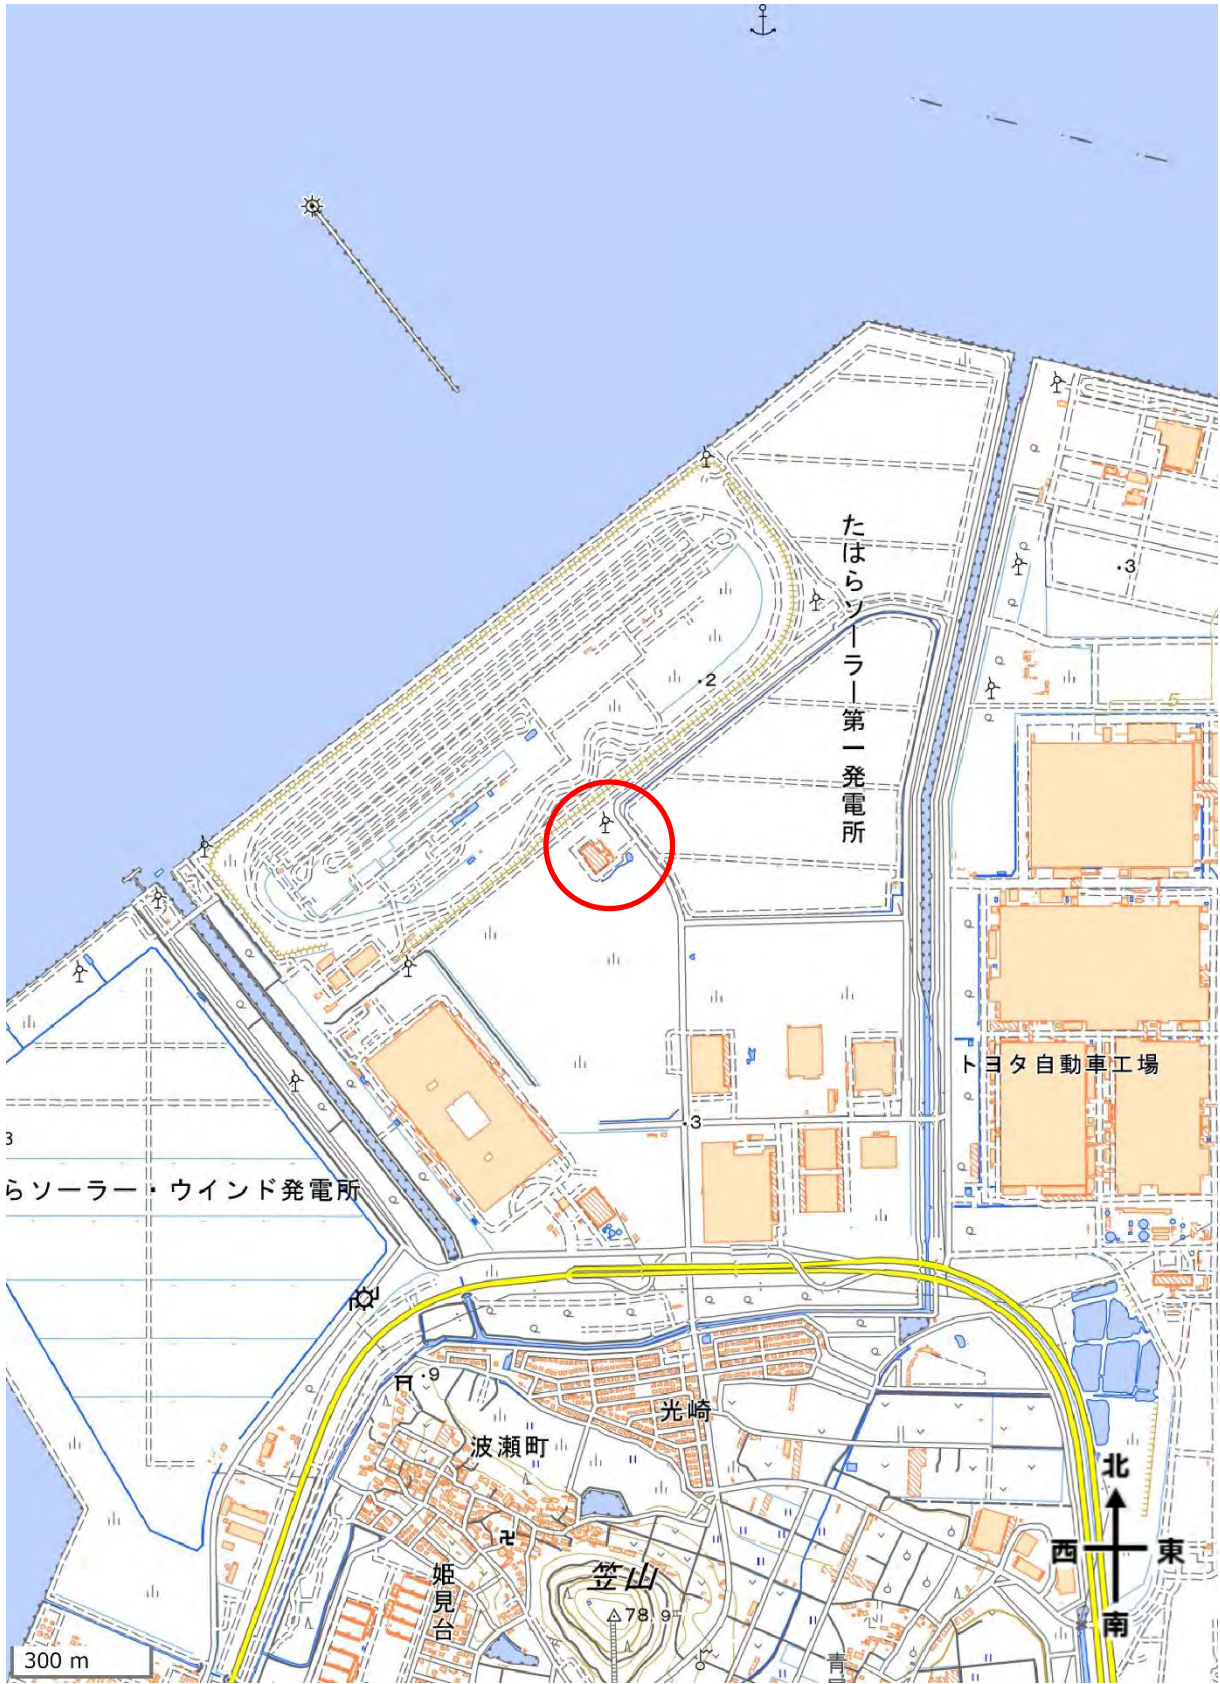 たはらソーラー第一発電所
・3
・2
5
トヨタ自動車工場
・3
3
らソーラー・ウインド発電所
・9
光崎
波瀬町
北
西
東
南
笠山
姫見台
78.9
300 m